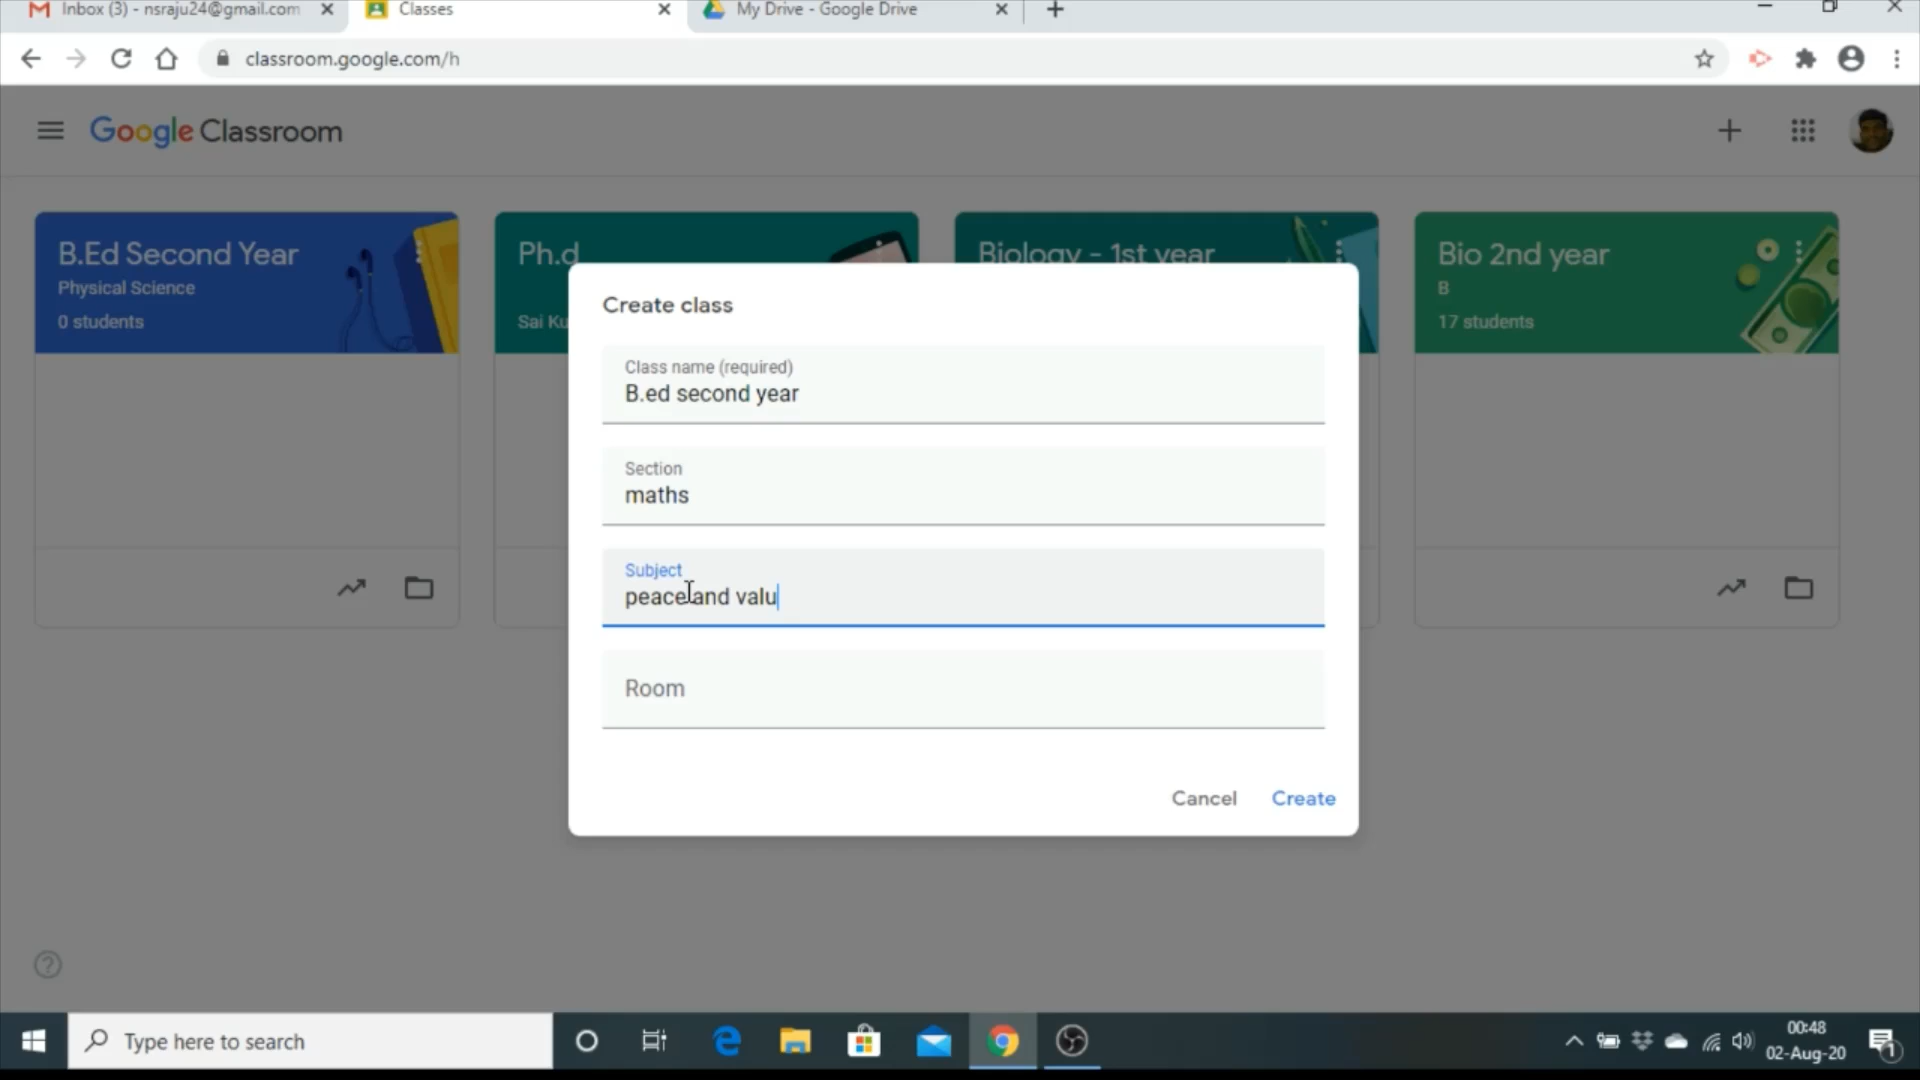 Inbox (3) - nsraju24@gmail.com
Classes
My Drive - Google Drive
classroom.google.com/h
Google Classroom
B.Ed Second Year
Physical Science
0 students
Ph.d
Sai Ku
Biology - 1st year
Bio 2nd year
B
17 students
Create class
Class name (required)
B.ed second year
Section
maths
Subject
peace and valu
Room
Cancel
Create
Type here to search
00:48
02-Aug-20
1